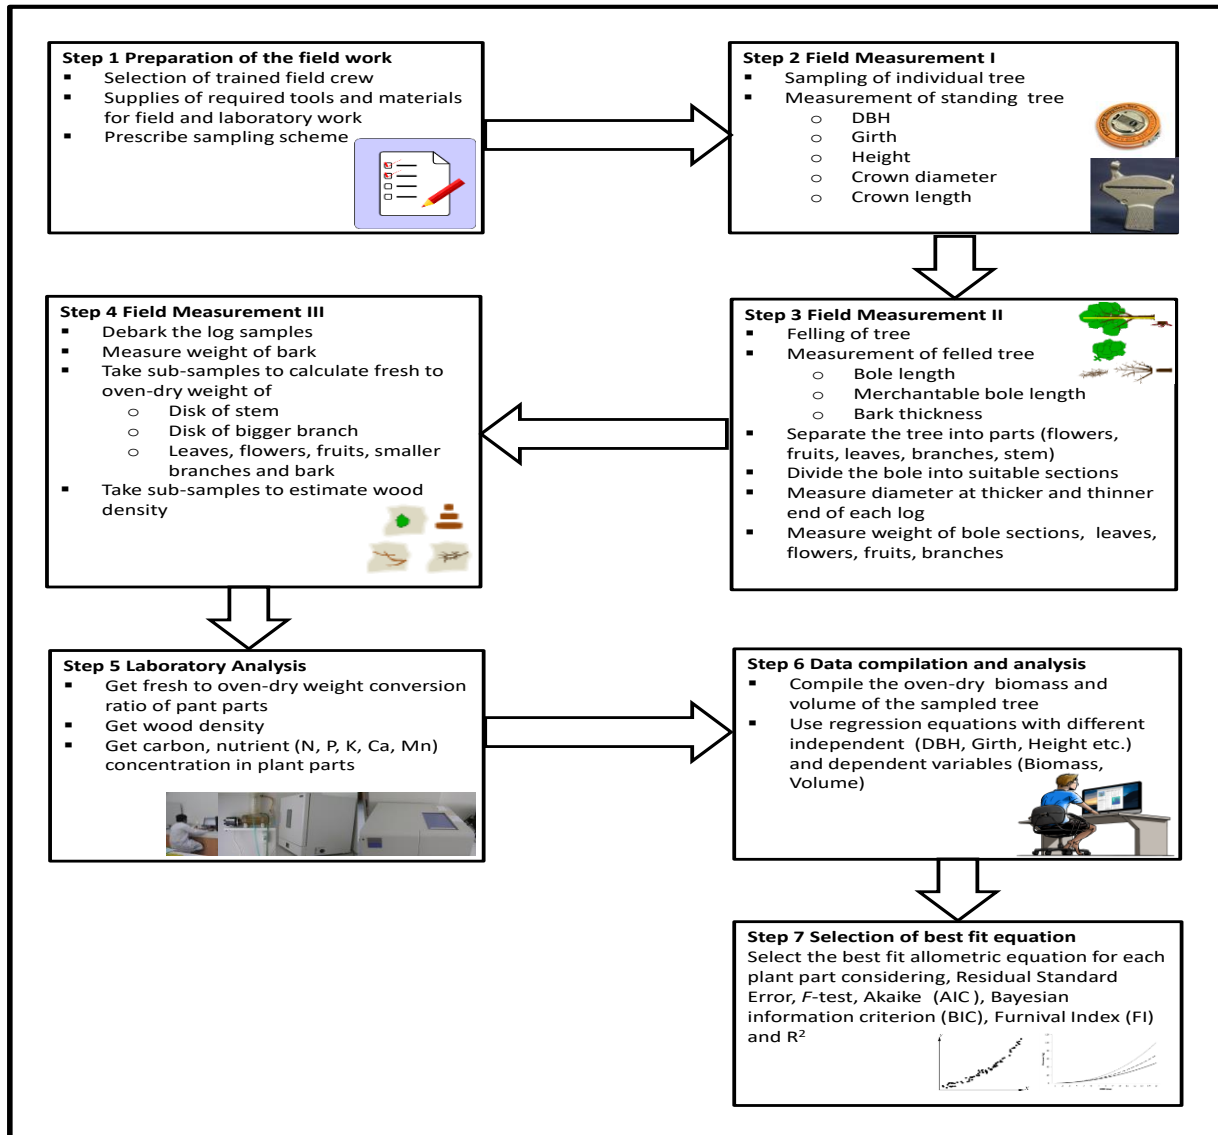 Step 1 Preparation of the field work
▪ Selection of trained field crew
▪ Supplies of required tools and materials
for field and laboratory work
▪ Prescribe sampling scheme
Step 2 Field Measurement I
▪ Sampling of individual tree
▪ Measurement of standing tree
o DBH
o Girth
o Height
o Crown diameter
o Crown length
Step 3 Field Measurement II
▪ Felling of tree
▪ Measurement of felled tree
o Bole length
o Merchantable bole length
o Bark thickness
▪ Separate the tree into parts (flowers,
fruits, leaves, branches, stem)
▪ Divide the bole into suitable sections
▪ Measure diameter at thicker and thinner
end of each log
▪ Measure weight of bole sections, leaves,
flowers, fruits, branches
Step 4 Field Measurement III
▪ Debark the log samples
▪ Measure weight of bark
▪ Take sub-samples to calculate fresh to
oven-dry weight of
o Disk of stem
o Disk of bigger branch
o Leaves, flowers, fruits, smaller
branches and bark
▪ Take sub-samples to estimate wood
density
Step 5 Laboratory Analysis
▪ Get fresh to oven-dry weight conversion
ratio of pant parts
▪ Get wood density
▪ Get carbon, nutrient (N, P, K, Ca, Mn)
concentration in plant parts
Step 6 Data compilation and analysis
▪ Compile the oven-dry biomass and
volume of the sampled tree
▪ Use regression equations with different
independent (DBH, Girth, Height etc.)
and dependent variables (Biomass,
Volume)
Step 7 Selection of best fit equation
Select the best fit allometric equation for each
plant part considering, Residual Standard
Error, F-test, Akaike (AIC ), Bayesian
information criterion (BIC), Furnival Index (FI)
and R²